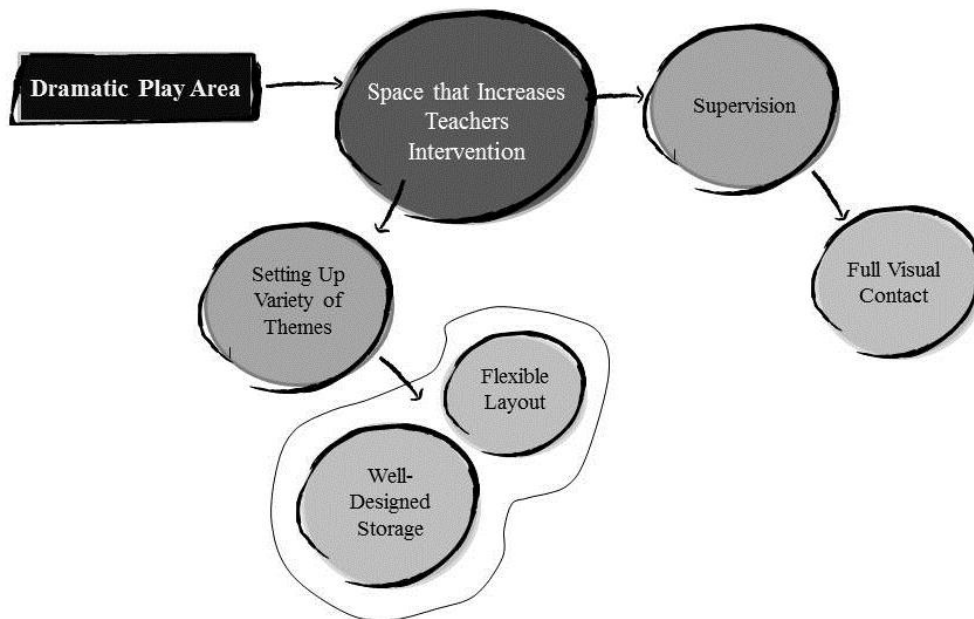 Dramatic Play Area
Space that Increases
Teachers
Intervention
Supervision
Full Visual
Contact
Setting Up
Variety of
Themes
Flexible
Layout
Well-
Designed
Storage